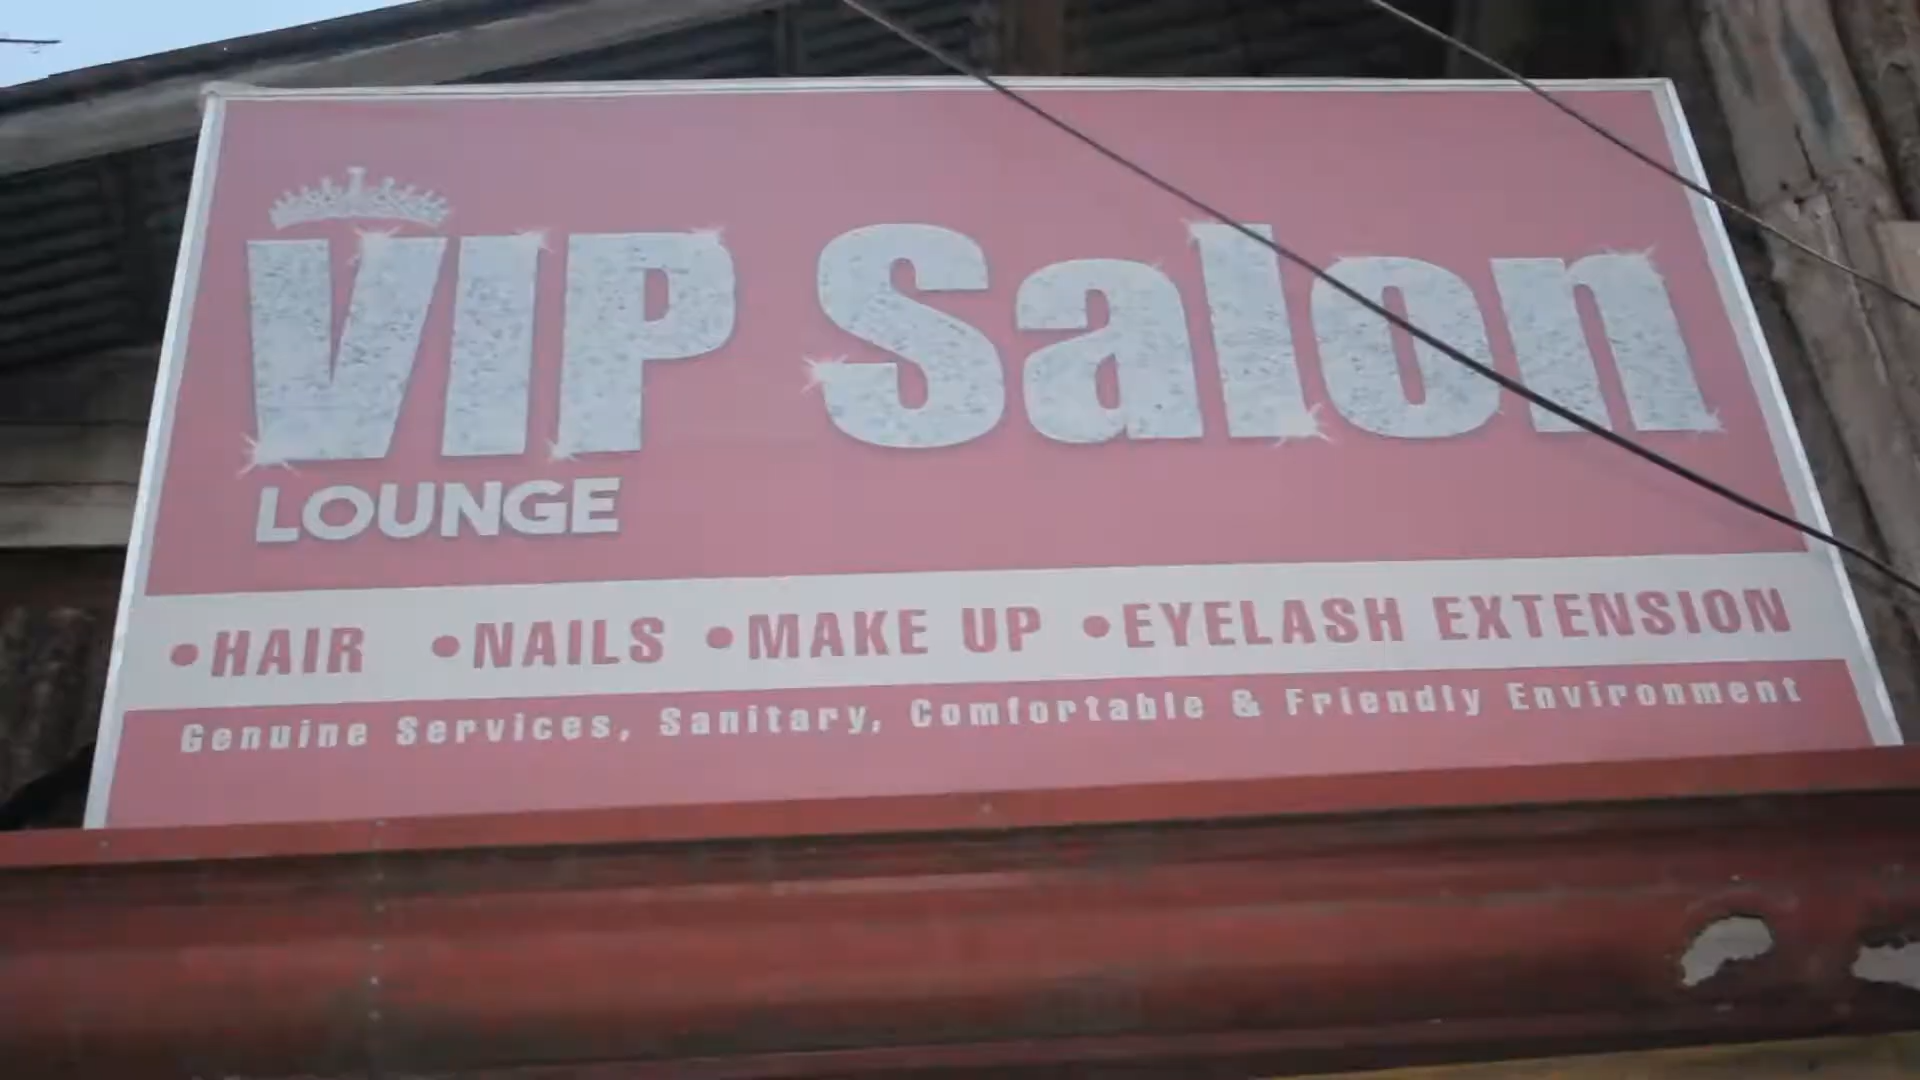 VIP Salon
LOUNGE
•HAIR •NAILS •MAKE UP •EYELASH EXTENSION
Genuine Services, Sanitary, Comfortable & Friendly Environment